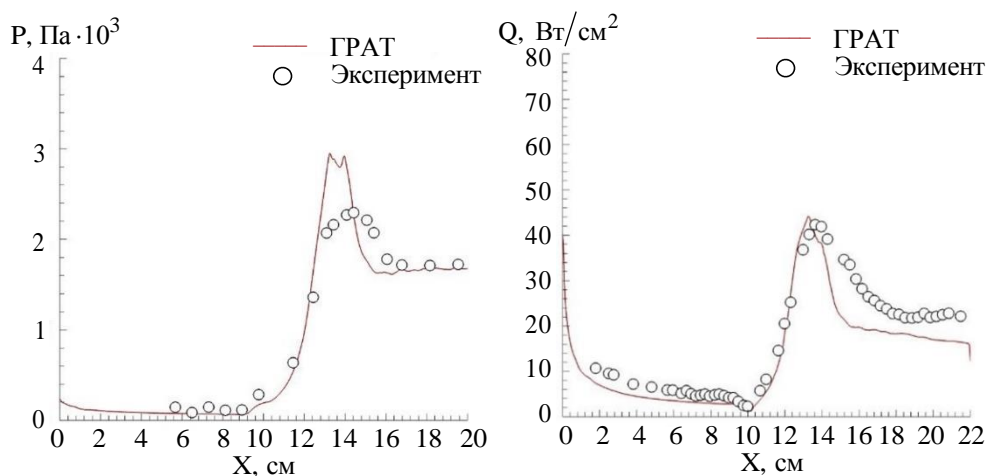 P, Па·10³
ГРАТ
Эксперимент
4
3
2
1
0
0 2 4 6 8 10 12 14 16 18 20
X, см
Q, Вт/см²
ГРАТ
Эксперимент
80
70
60
50
40
30
20
10
0
0 2 4 6 8 10 12 14 16 18 20 22
X, см